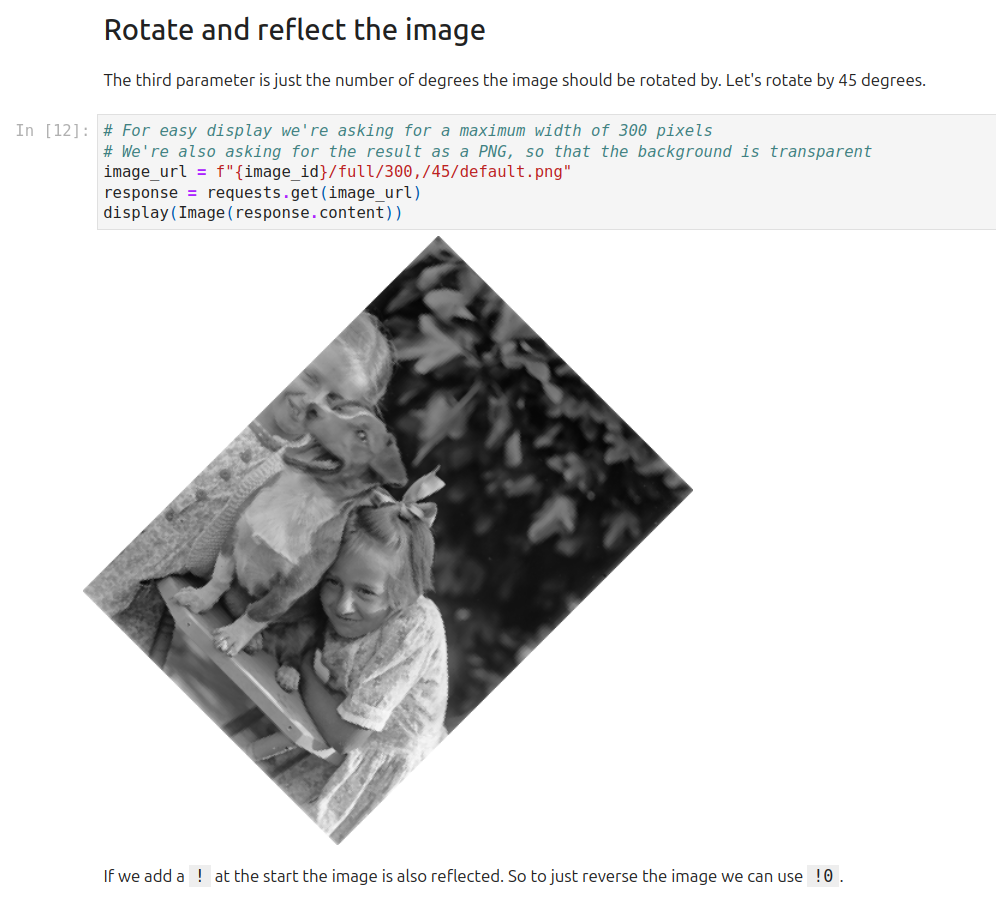 Rotate and reflect the image
The third parameter is just the number of degrees the image should be rotated by. Let's rotate by 45 degrees.
In [12]: # For easy display we're asking for a maximum width of 300 pixels
# We're also asking for the result as a PNG, so that the background is transparent
image_url = f"{image_id}/full/300,/45/default.png"
response = requests.get(image_url)
display(Image(response.content))
If we add a ! at the start the image is also reflected. So to just reverse the image we can use !0 .